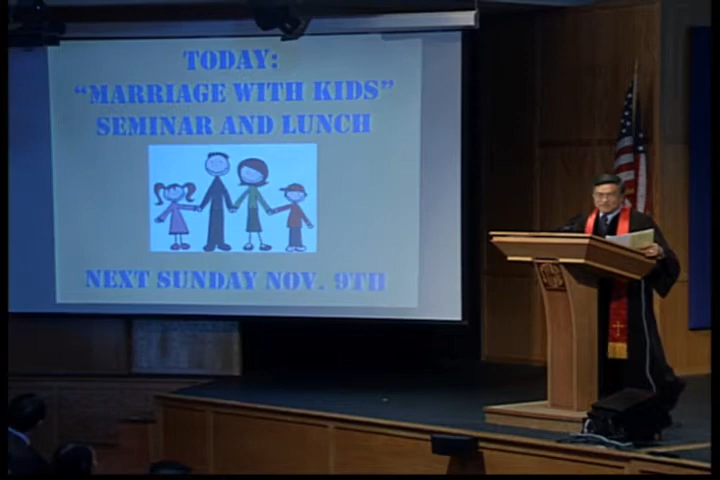 TODAY:
“MARRIAGE WITH KIDS”
SEMINAR AND LUNCH
NEXT SUNDAY NOV. 9TH